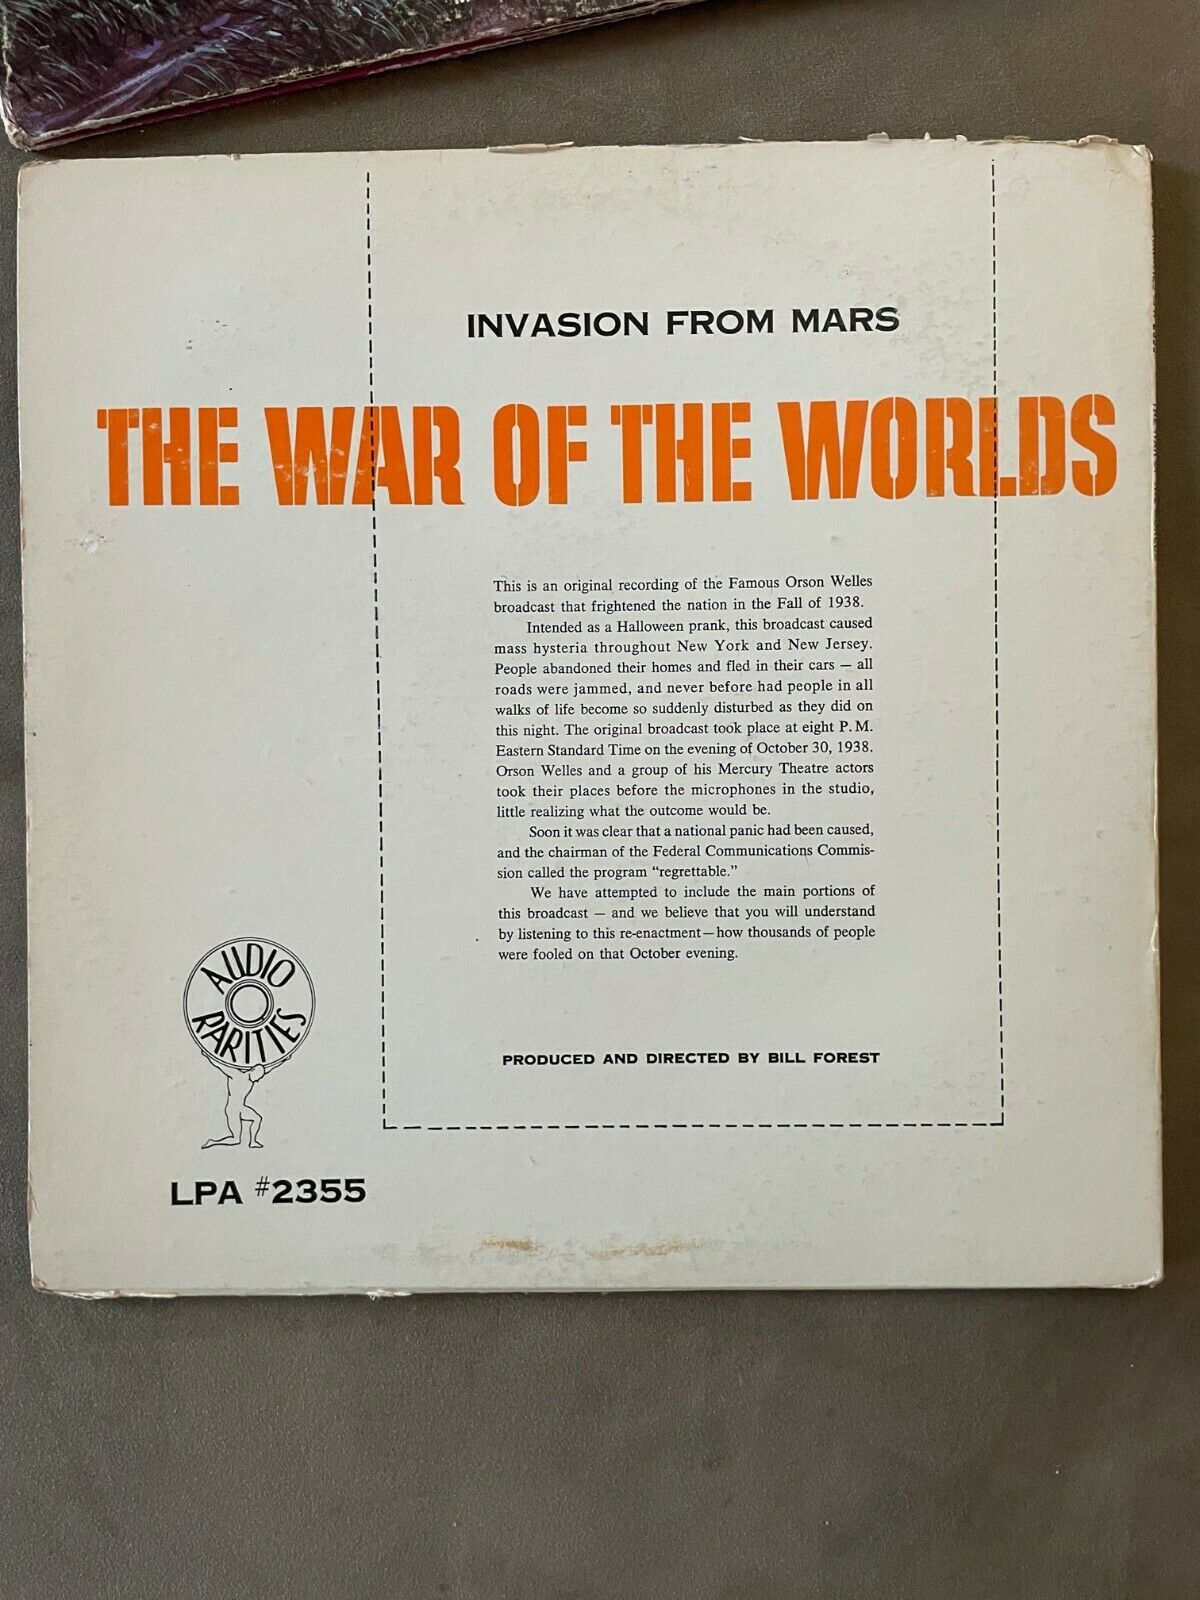 INVASION FROM MARS
THE WAR OF THE WORLDS
This is an original recording of the Famous Orson Welles
broadcast that frightened the nation in the Fall of 1938.
Intended as a Halloween prank, this broadcast caused
mass hysteria throughout New York and New Jersey.
People abandoned their homes and fled in their cars — all
roads were jammed, and never before had people in all
walks of life become so suddenly disturbed as they did on
this night. The original broadcast took place at eight P.M.
Eastern Standard Time on the evening of October 30, 1938.
Orson Welles and a group of his Mercury Theatre actors
took their places before the microphones in the studio,
little realizing what the outcome would be.
Soon it was clear that a national panic had been caused,
and the chairman of the Federal Communications Commis-
sion called the program “regrettable.”
We have attempted to include the main portions of
this broadcast — and we believe that you will understand
by listening to this re-enactment—how thousands of people
were fooled on that October evening.
AUDIO
RARITIES
PRODUCED AND DIRECTED BY BILL FOREST
LPA #2355